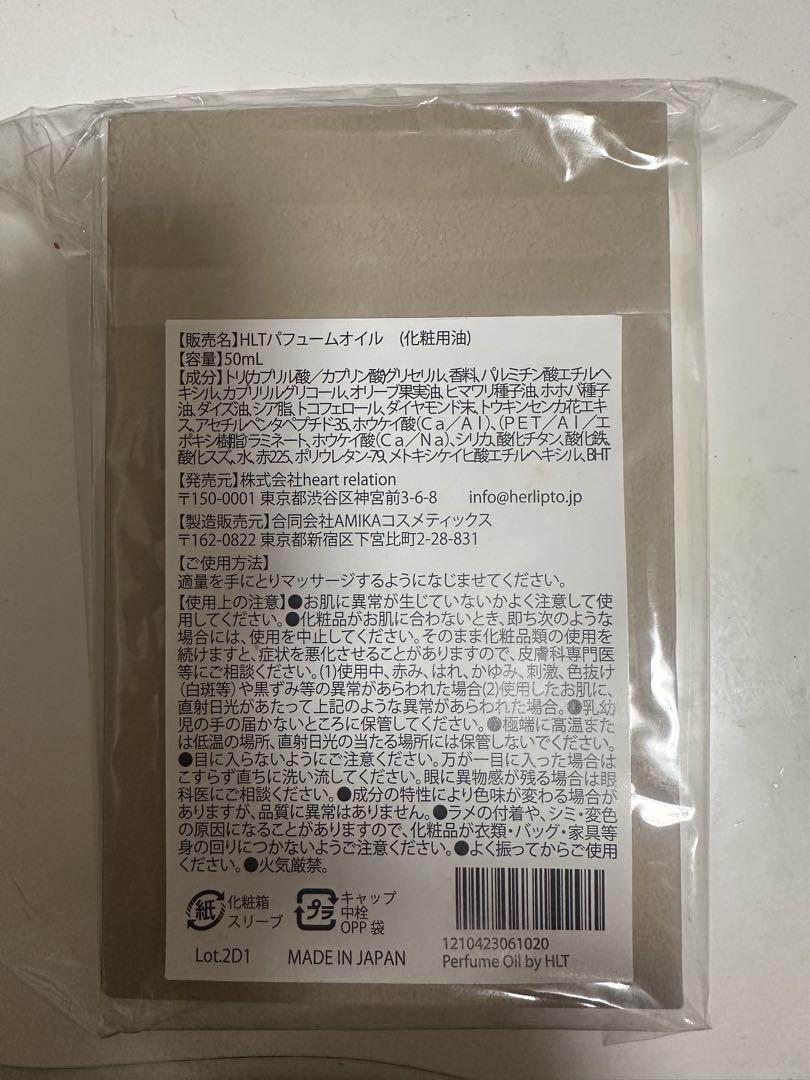 【販売名】HLTパフュームオイル　(化粧用油)
【容量】50mL
【成分】トリ(カプリル酸／カプリン酸)グリセリル、香料、パルミチン酸エチルヘ
キシル、カプリリルグリコール、オリーブ果実油、ヒマワリ種子油、ホホバ種子
油、ダイズ油、シア脂、トコフェロール、ダイヤモンド末、トウキンセンカ花エキ
ス、アセチルペンタペプチド-35、ホウケイ酸(Ca／Al)、(PET／Al／エ
ポキシ樹脂)ラミネート、ホウケイ酸(Ca／Na)、シリカ、酸化チタン、酸化鉄、
酸化スズ、水、赤225、ポリウレタン-79、メトキシケイヒ酸エチルヘキシル、BHT
【発売元】株式会社heart relation
〒150-0001 東京都渋谷区神宮前3-6-8　info@herlipto.jp
【製造販売元】合同会社AMIKAコスメティックス
〒162-0822 東京都新宿区下宮比町2-28-831
【ご使用方法】
適量を手にとりマッサージするようになじませてください。
【使用上の注意】●お肌に異常が生じていないかよく注意して使
用してください。●化粧品がお肌に合わないとき、即ち次のような
場合には、使用を中止してください。そのまま化粧品類の使用を
続けますと、症状を悪化させることがありますので、皮膚科専門医
等にご相談ください。(1)使用中、赤み、はれ、かゆみ、刺激、色抜け
(白斑等)や黒ずみ等の異常があらわれた場合(2)使用したお肌に、
直射日光があたって上記のような異常があらわれた場合。●乳幼
児の手の届かないところに保管してください。●極端に高温また
は低温の場所、直射日光の当たる場所には保管しないでください。
●目に入らないようにご注意ください。万が一目に入った場合は
こすらず直ちに洗い流してください。眼に異物感が残る場合は眼
科医にご相談ください。●成分の特性により色味が変わる場合が
ありますが、品質に異常はありません。●ラメの付着や、シミ・変色
の原因になることがありますので、化粧品が衣類・バッグ・家具等
身の回りにつかないようご注意ください。●よく振ってからご使用
ください。●火気厳禁。
紙 化粧箱
スリーブ
プラ キャップ
中栓
OPP 袋
1210423061020
Lot.2D1　MADE IN JAPAN　Perfume Oil by HLT